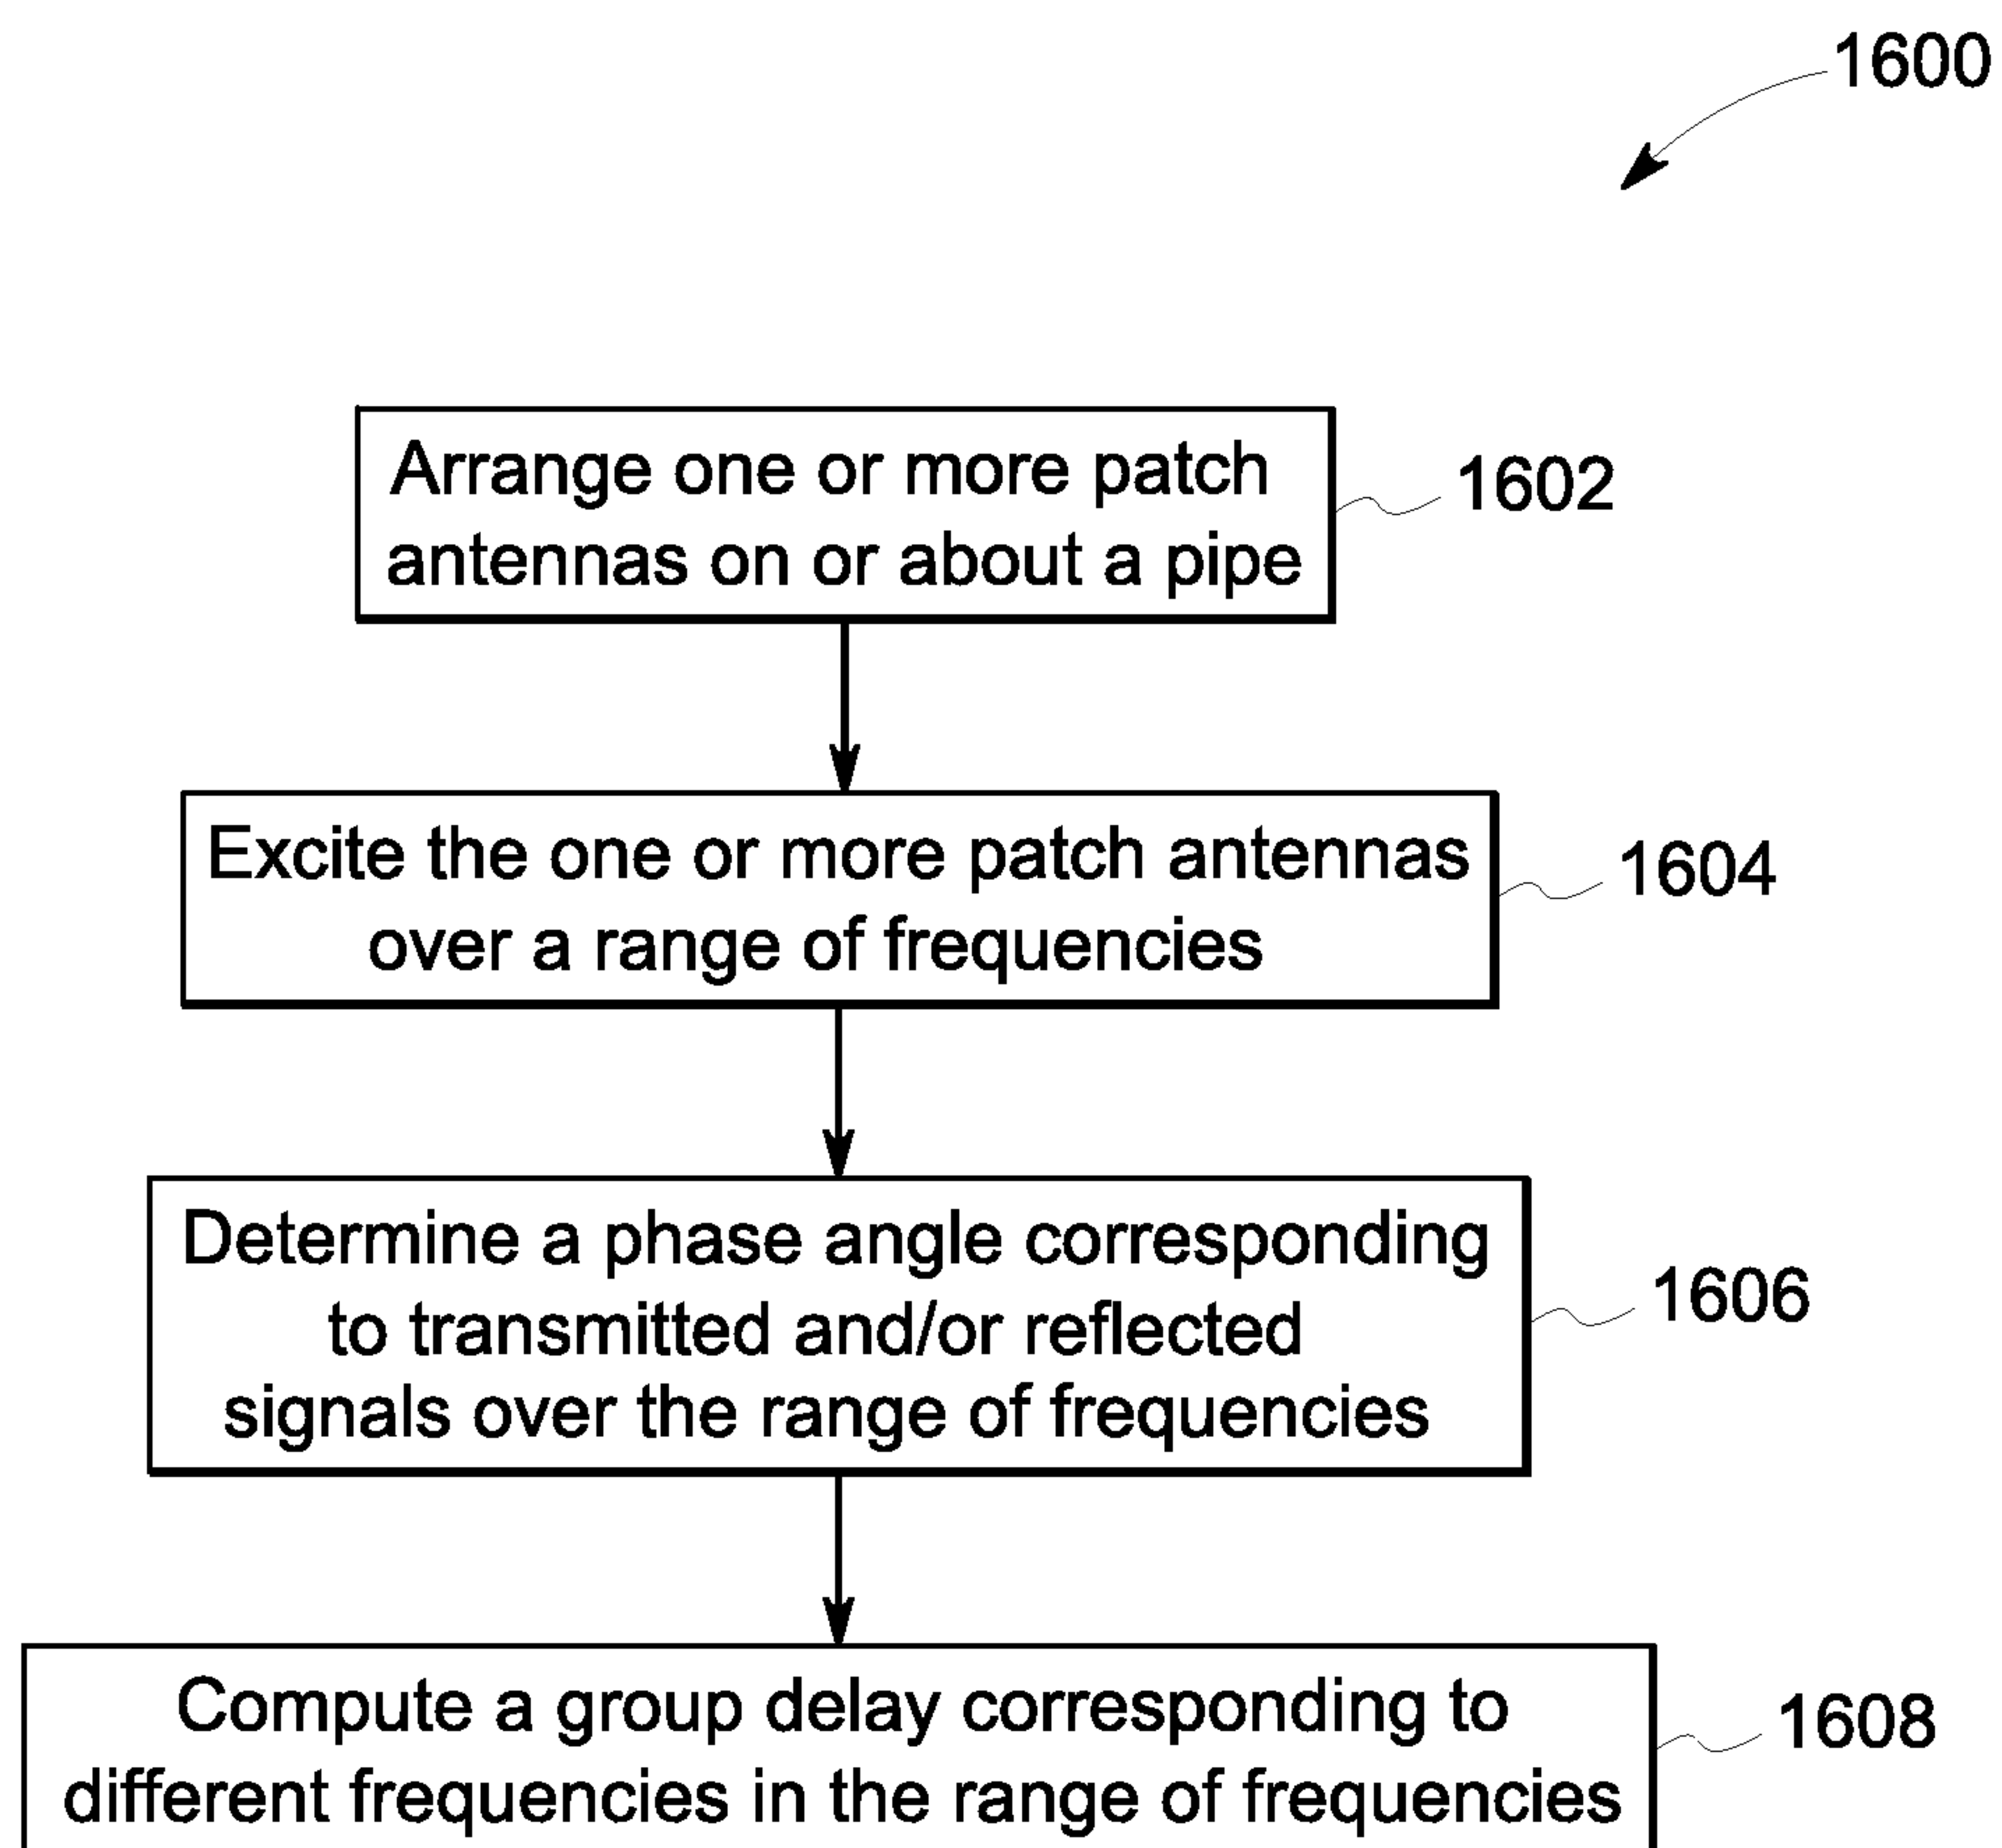 1600
Arrange one or more patch
antennas on or about a pipe
1602
Excite the one or more patch antennas
over a range of frequencies
1604
Determine a phase angle corresponding
to transmitted and/or reflected
signals over the range of frequencies
1606
Compute a group delay corresponding to
different frequencies in the range of frequencies
1608